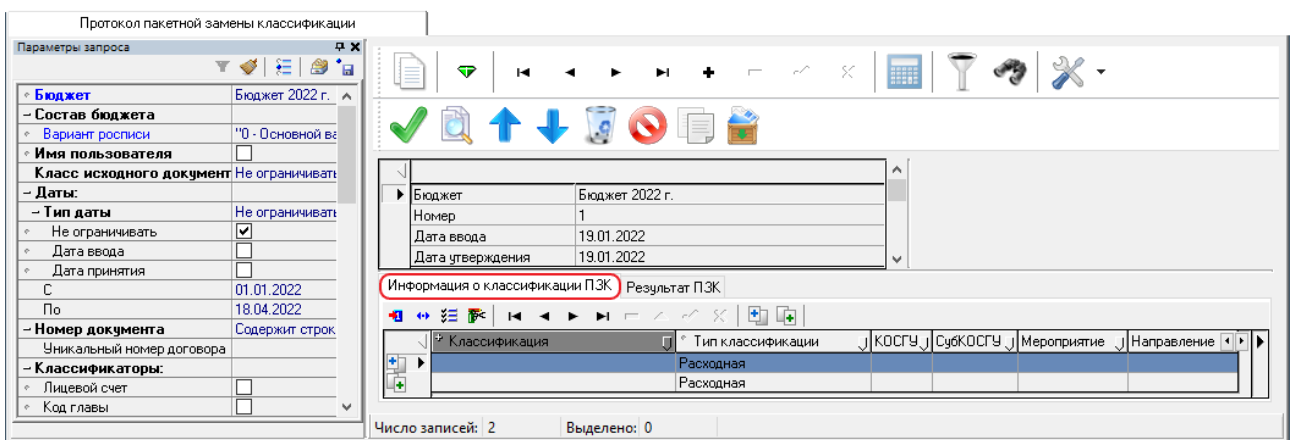 Протокол пакетной замены классификации
Параметры запроса
Бюджет Бюджет 2022 г.
Состав бюджета
Вариант росписи "0 - Основной ва
Имя пользователя
Класс исходного документ Не ограничивать
Даты:
Тип даты Не ограничивать
Не ограничивать
Дата ввода
Дата принятия
С 01.01.2022
По 18.04.2022
Номер документа Содержит строк
Уникальный номер договора
Классификаторы:
Лицевой счет
Код главы
Бюджет Бюджет 2022 г.
Номер 1
Дата ввода 19.01.2022
Дата утверждения 19.01.2022
Информация о классификации ПЗК Результат ПЗК
Классификация Тип классификации КОСГУ СубКОСГУ Мероприятие Направление
Расходная
Расходная
Число записей: 2 Выделено: 0